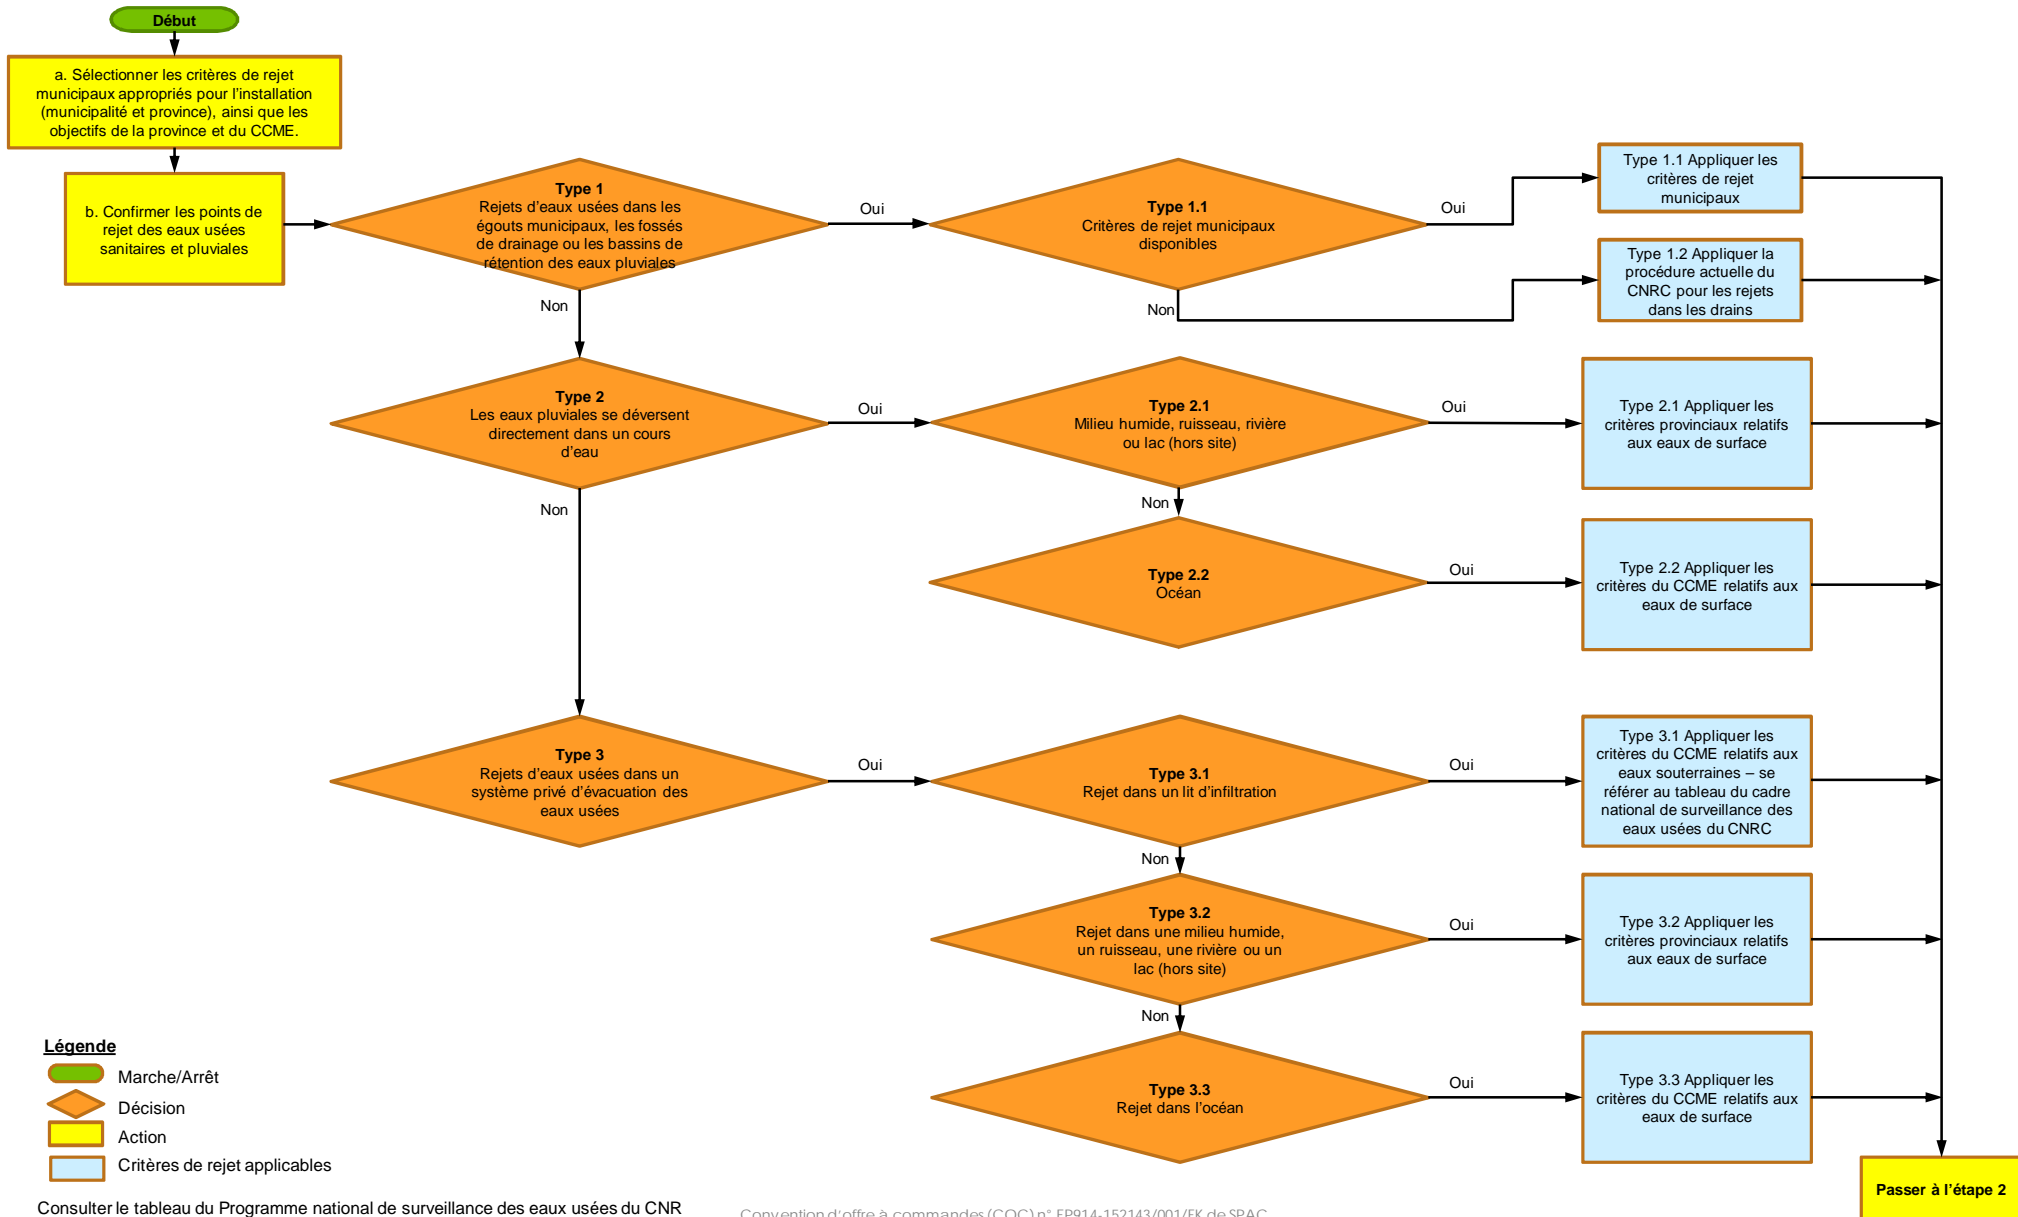 Début
a. Sélectionner les critères de rejet
municipaux appropriés pour l'installation
(municipalité et province), ainsi que les
objectifs de la province et du CCME.
b. Confirmer les points de
rejet des eaux usées
sanitaires et pluviales
Type 1
Rejets d'eaux usées dans les
égouts municipaux, les fossés
de drainage ou les bassins de
rétention des eaux pluviales
Oui
Non
Type 1.1
Critères de rejet municipaux
disponibles
Oui
Non
Type 1.1 Appliquer les
critères de rejet
municipaux
Type 1.2 Appliquer la
procédure actuelle du
CNRC pour les rejets
dans les drains
Type 2
Les eaux pluviales se déversent
directement dans un cours
d'eau
Oui
Non
Type 2.1
Milieu humide, ruisseau, rivière
ou lac (hors site)
Oui
Non
Type 2.1 Appliquer les
critères provinciaux relatifs
aux eaux de surface
Type 2.2
Océan
Oui
Type 2.2 Appliquer les
critères du CCME relatifs aux
eaux de surface
Type 3
Rejets d'eaux usées dans un
système privé d'évacuation des
eaux usées
Oui
Type 3.1
Rejet dans un lit d'infiltration
Oui
Non
Type 3.1 Appliquer les
critères du CCME relatifs aux
eaux souterraines – se
référer au tableau du cadre
national de surveillance des
eaux usées du CNRC
Type 3.2
Rejet dans une milieu humide,
un ruisseau, une rivière ou un
lac (hors site)
Oui
Non
Type 3.2 Appliquer les
critères provinciaux relatifs
aux eaux de surface
Type 3.3
Rejet dans l'océan
Oui
Type 3.3 Appliquer les
critères du CCME relatifs aux
eaux de surface
Passer à l'étape 2
Légende
Marche/Arrêt
Décision
Action
Critères de rejet applicables
Consulter le tableau du Programme national de surveillance des eaux usées du CNR
Convention d'offre à commandes (COC) n° EP914-152143/001/FK de SPAC